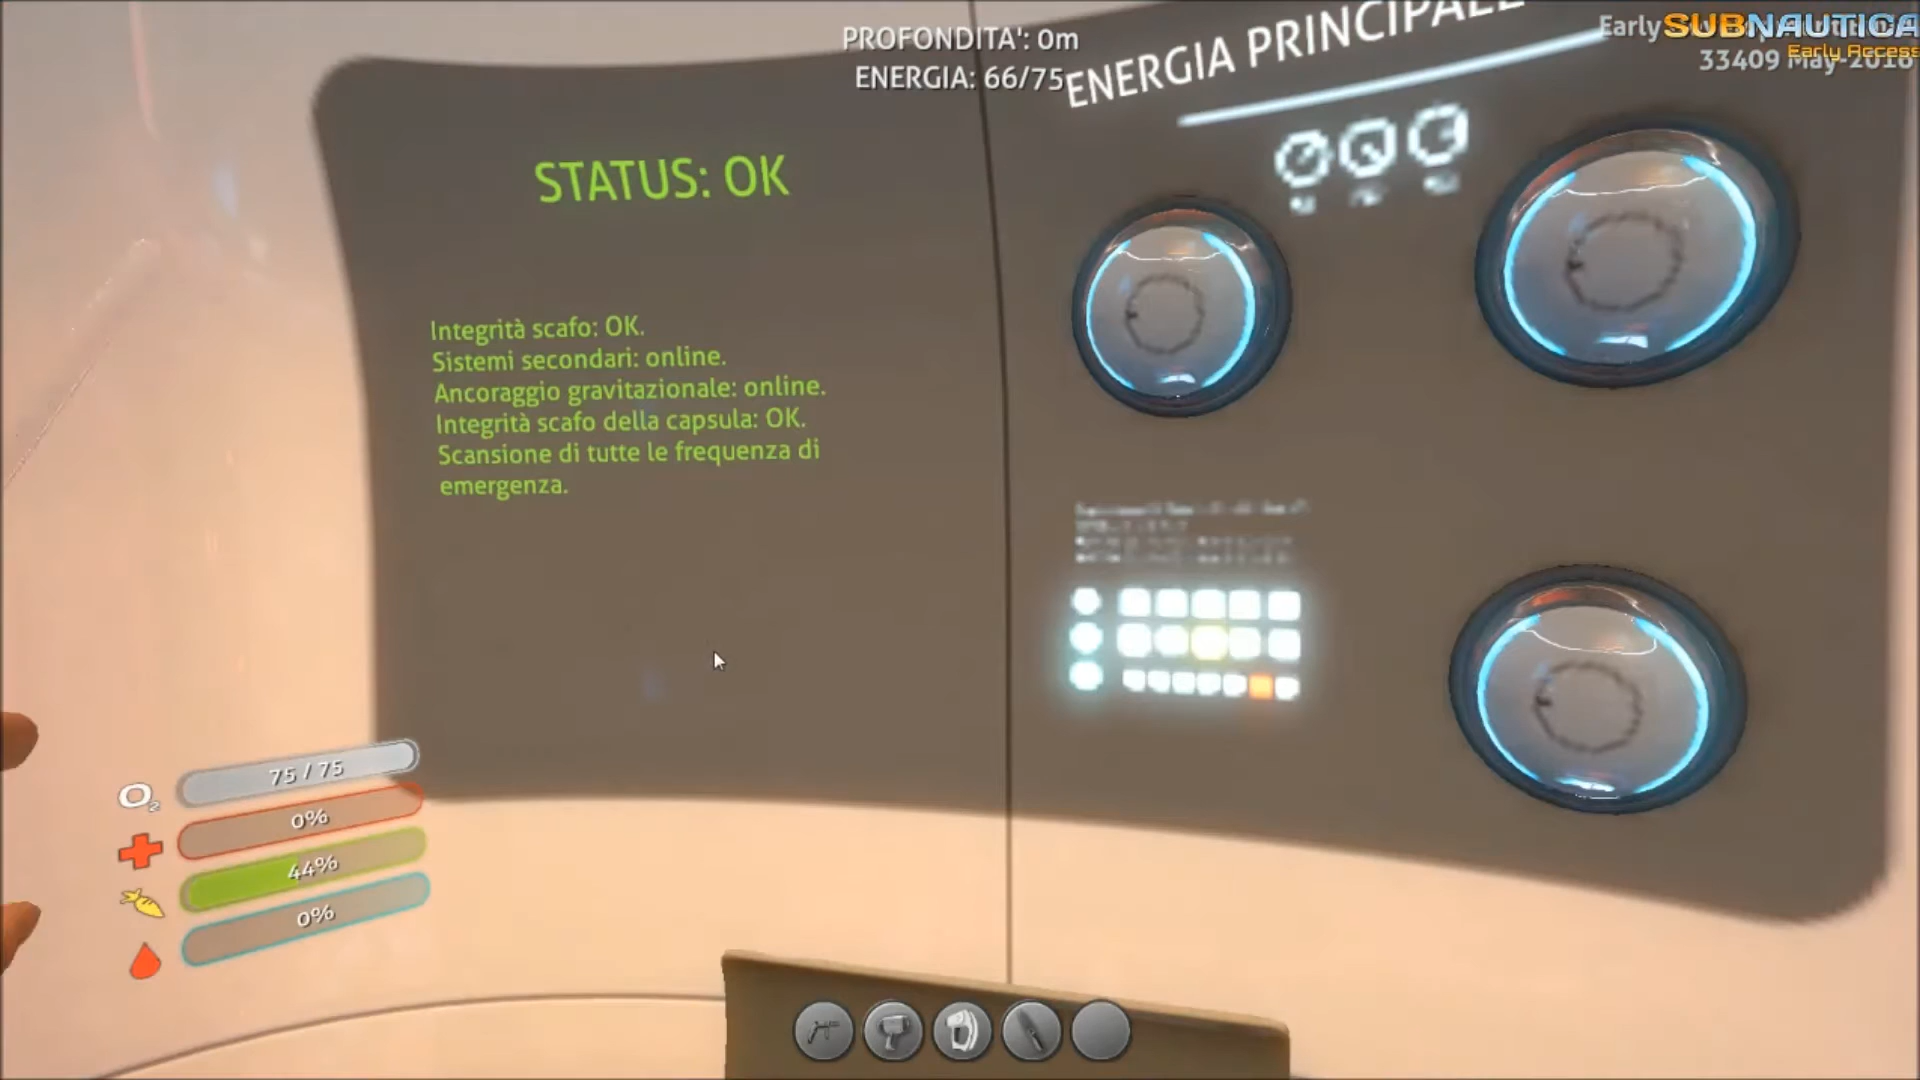 PROFONDITA': 0m
ENERGIA: 66/75
ENERGIA PRINCIPALE
Early
SUBNAUTICA
Early Access
33409 May-2016
STATUS: OK
Integrità scafo: OK.
Sistemi secondari: online.
Ancoraggio gravitazionale: online.
Integrità scafo della capsula: OK.
Scansione di tutte le frequenza di
emergenza.
O₂
75 / 75
0%
44%
0%